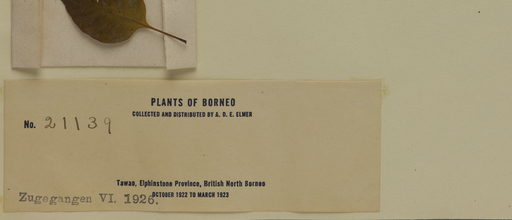 PLANTS OF BORNEO
COLLECTED AND DISTRIBUTED BY A. D. E. ELMER
No. 21139
Tawao, Elphinstone Province, British North Borneo
OCTOBER 1922 TO MARCH 1923
Zugegangen VI. 1926.